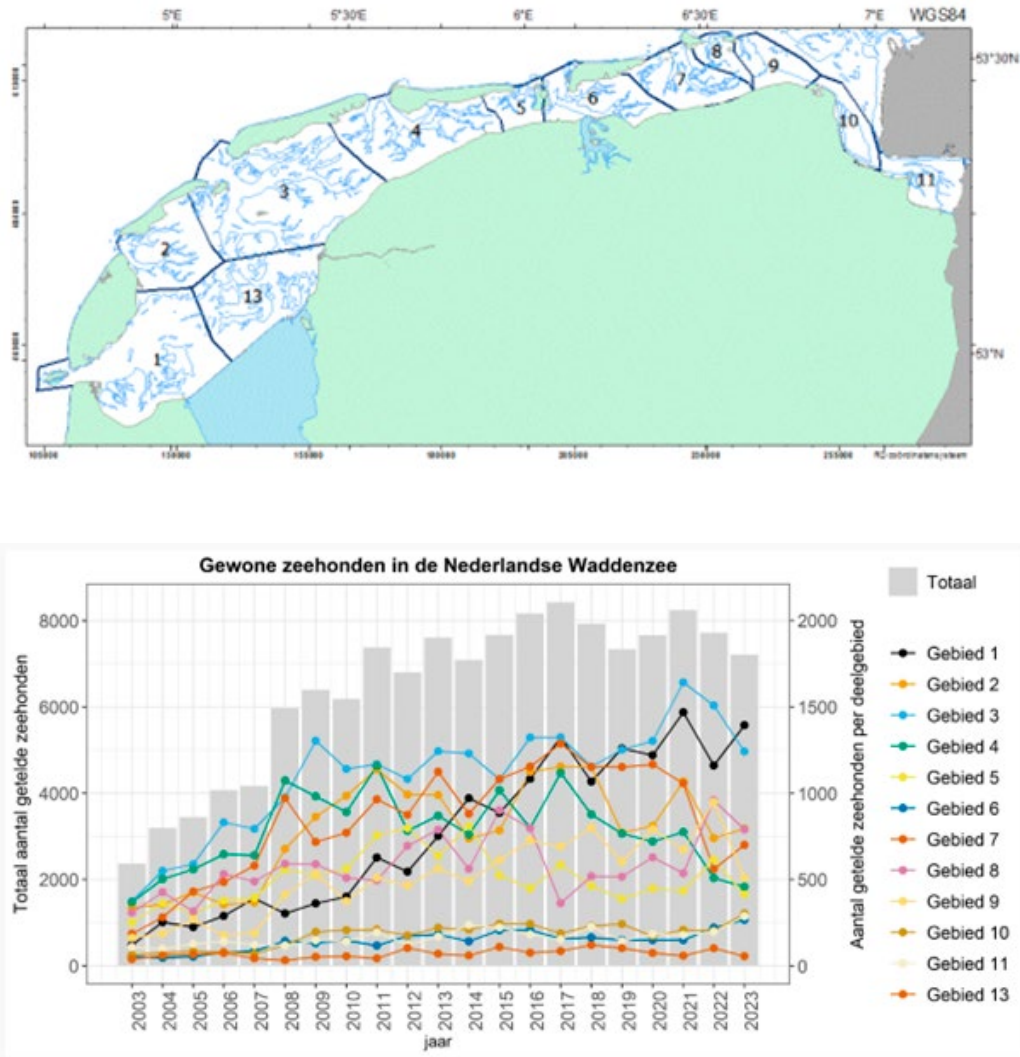 5°E 5°30'E 6°E 6°30'E 7°E WGS84
53°30'N
8
9
7
6
5
10
4
11
3
2
13
53°N
1
Gewone zeehonden in de Nederlandse Waddenzee
Totaal aantal getelde zeehonden
8000
6000
4000
2000
0
2000
1500
1000
500
0
Aantal getelde zeehonden per deelgebied
2003 2004 2005 2006 2007 2008 2009 2010 2011 2012 2013 2014 2015 2016 2017 2018 2019 2020 2021 2022 2023
jaar
Totaal
Gebied 1
Gebied 2
Gebied 3
Gebied 4
Gebied 5
Gebied 6
Gebied 7
Gebied 8
Gebied 9
Gebied 10
Gebied 11
Gebied 13